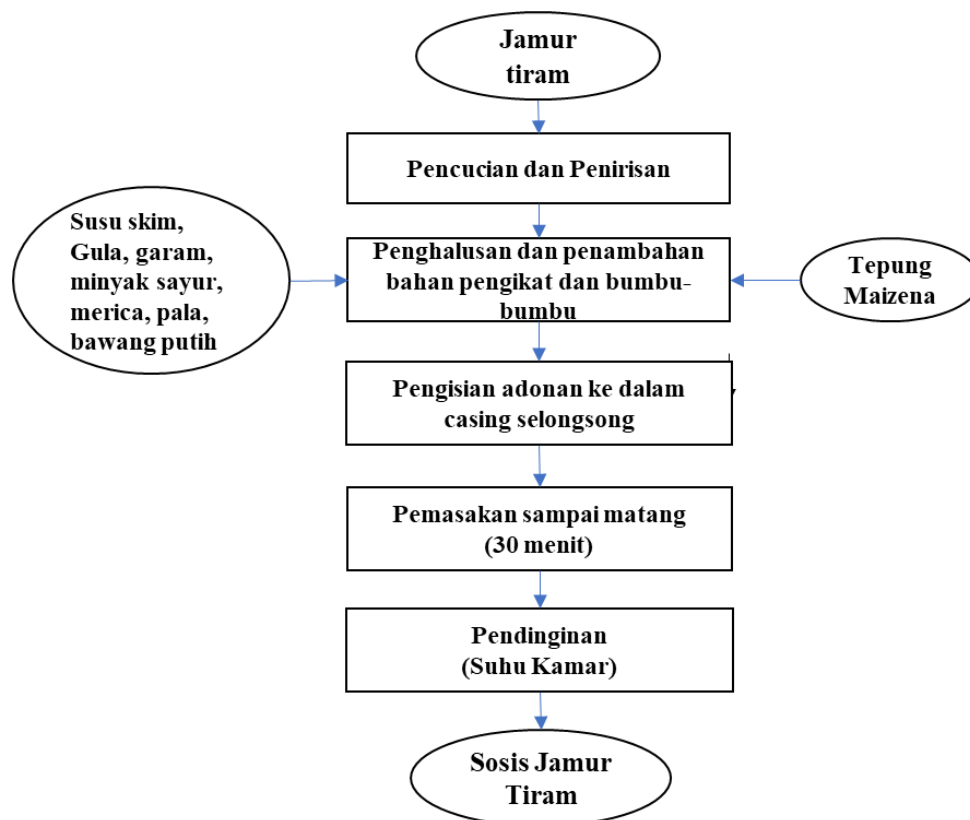 Jamur
tiram
Pencucian dan Penirisan
Susu skim,
Gula, garam,
minyak sayur,
merica, pala,
bawang putih
Penghalusan dan penambahan
bahan pengikat dan bumbu-
bumbu
Tepung
Maizena
Pengisian adonan ke dalam
casing selongsong
Pemasakan sampai matang
(30 menit)
Pendinginan
(Suhu Kamar)
Sosis Jamur
Tiram